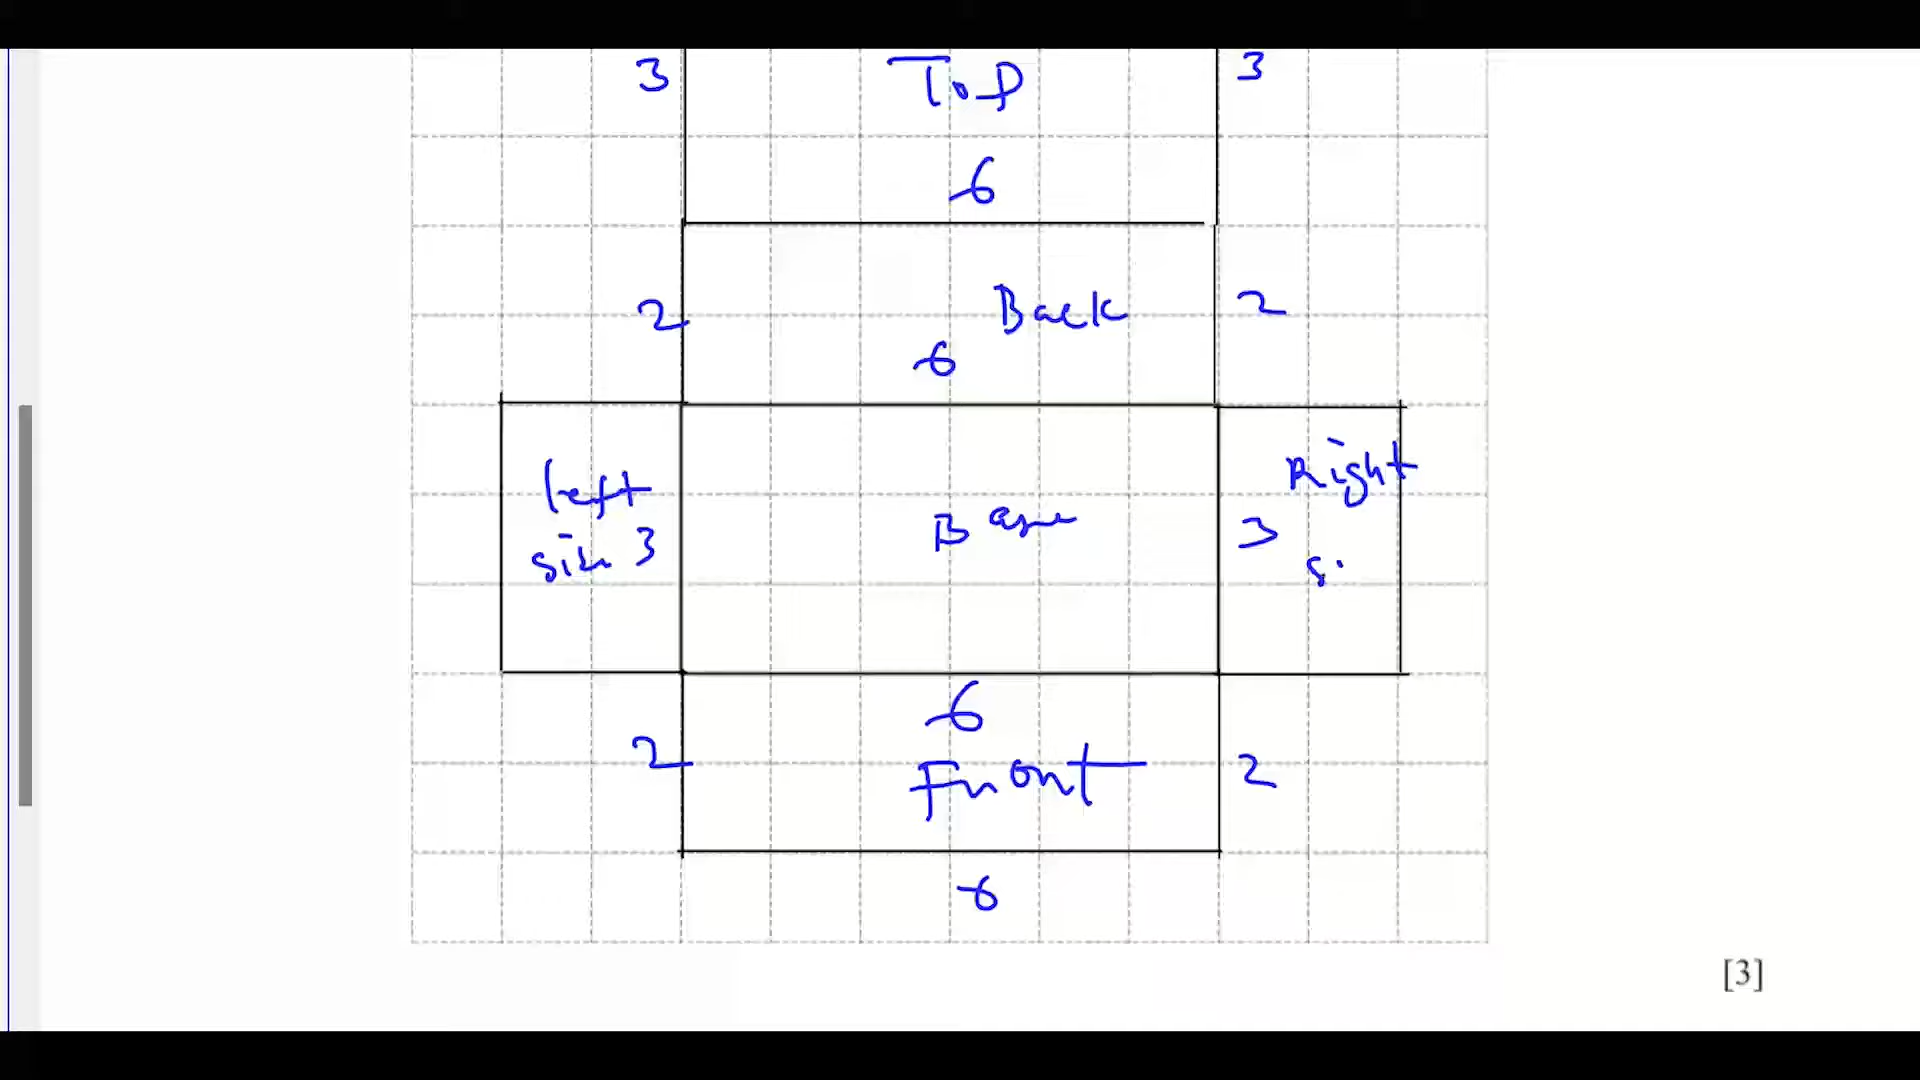 3 TOP 3
6
2 Back 2
6
left Right
side 3 Base 3 s.
6
2 Front 2
6
[3]